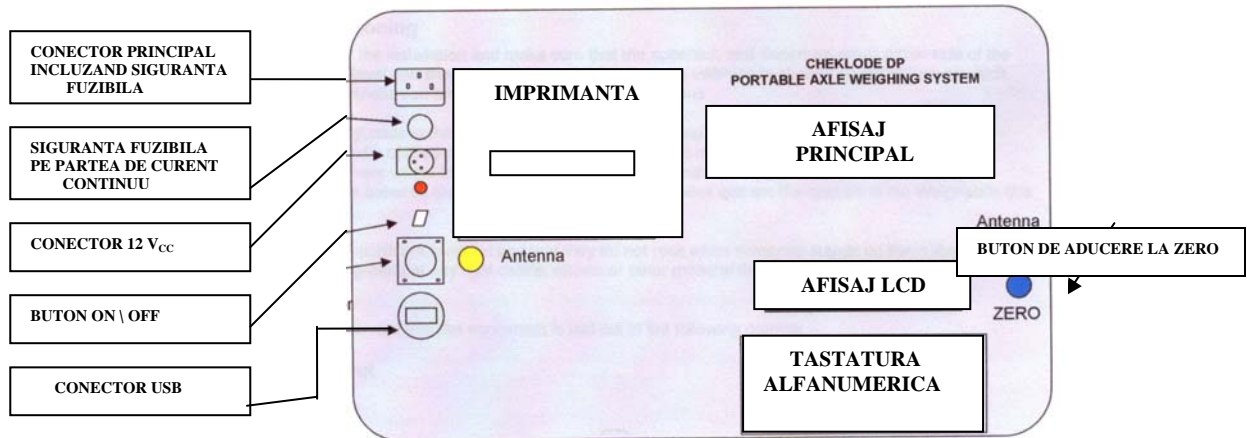 CONECTOR PRINCIPAL
INCLUZAND SIGURANTA
FUZIBILA
SIGURANTA FUZIBILA
PE PARTEA DE CURENT
CONTINUU
CONECTOR 12 Vcc
BUTON ON \ OFF
CONECTOR USB
IMPRIMANTA
Antenna
CHEKLODE DP
PORTABLE AXLE WEIGHING SYSTEM
AFISAJ
PRINCIPAL
Antenna
BUTON DE ADUCERE LA ZERO
AFISAJ LCD
ZERO
TASTATURA
ALFANUMERICA